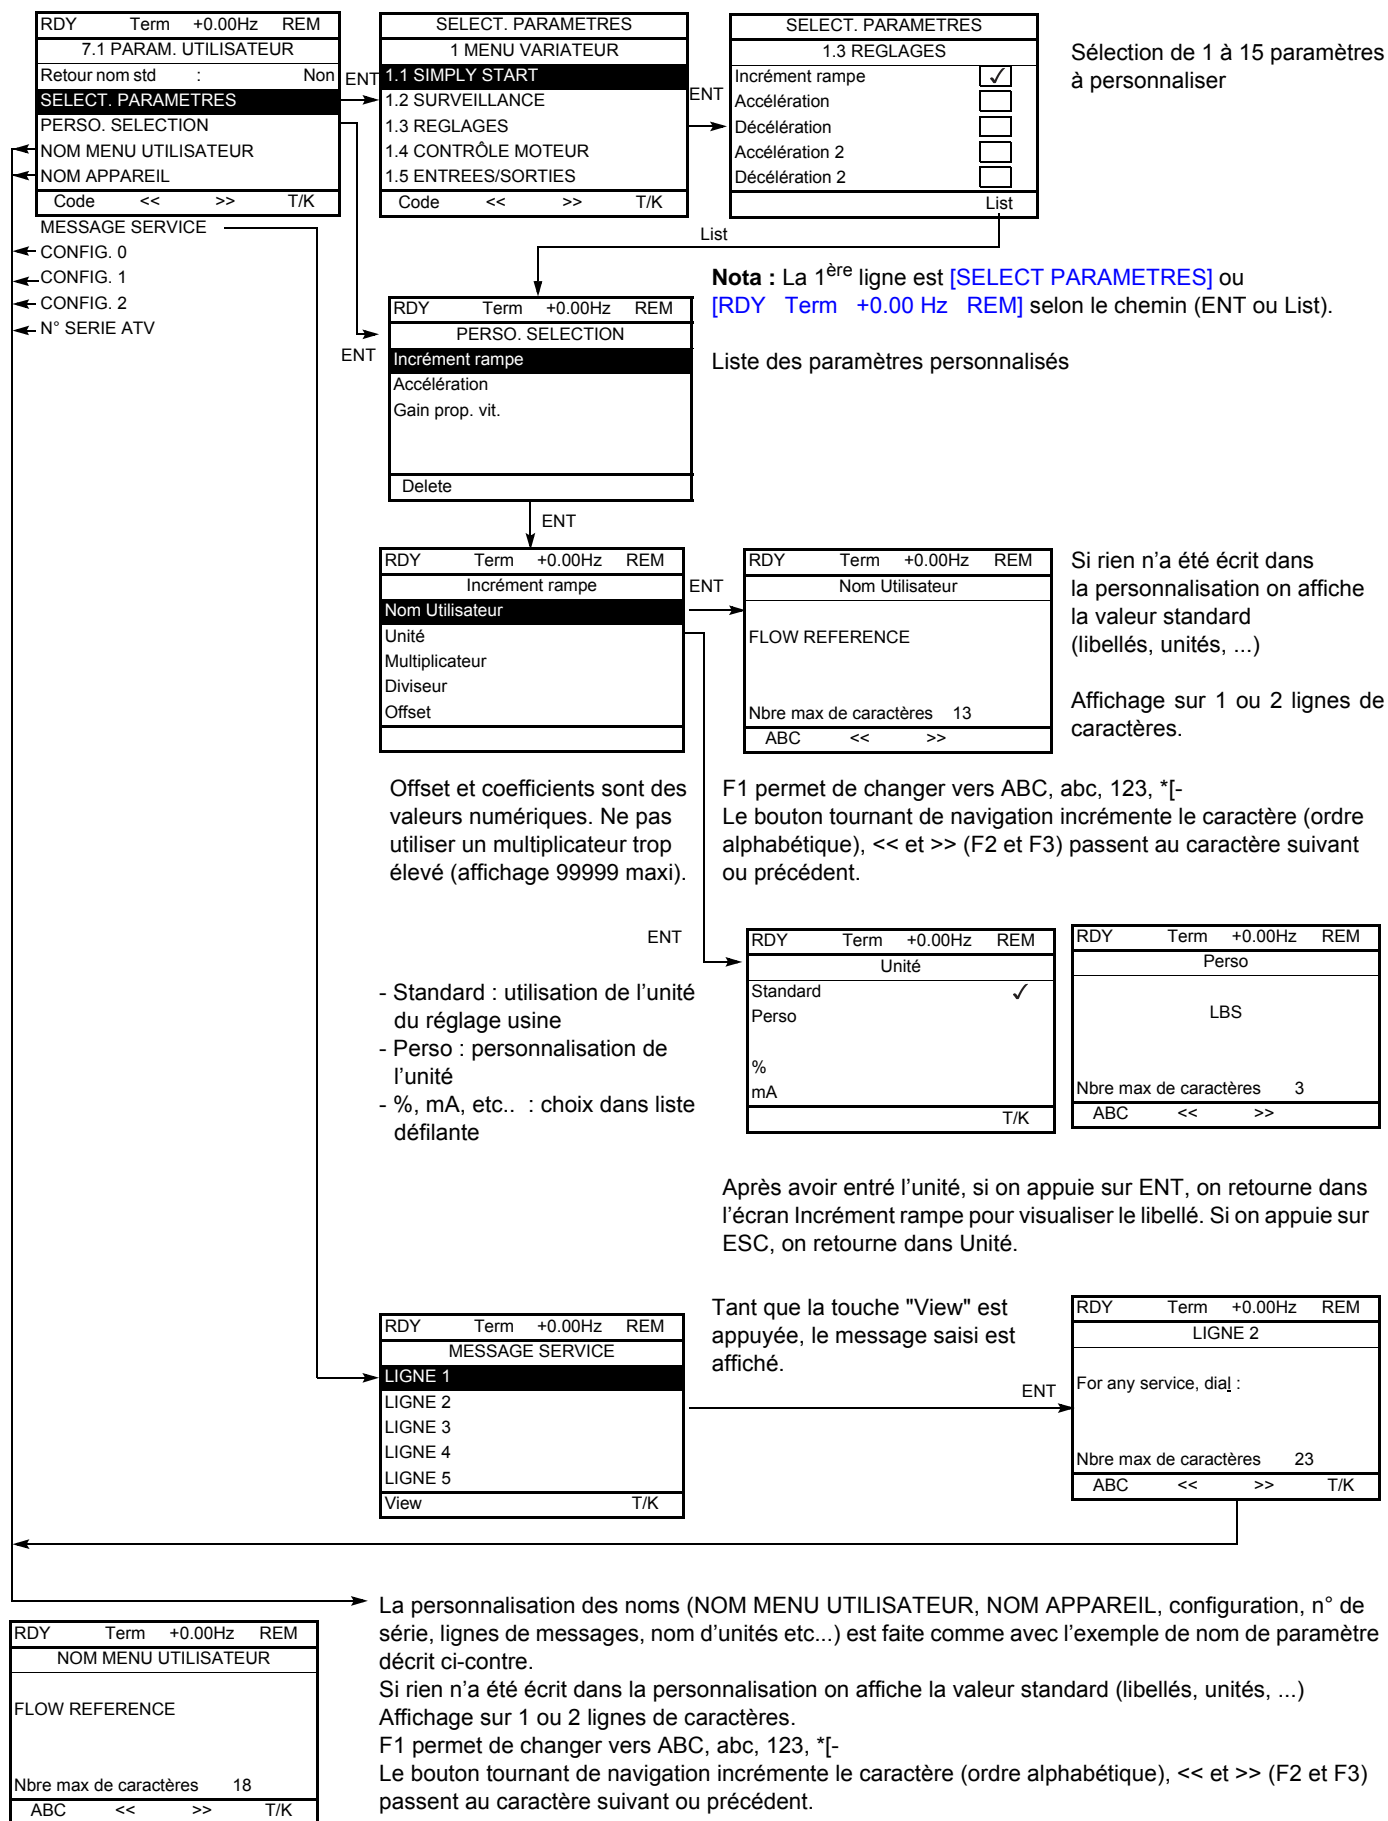 RDY Term +0.00Hz REM
7.1 PARAM. UTILISATEUR
Retour nom std : Non
SELECT. PARAMETRES
PERSO. SELECTION
NOM MENU UTILISATEUR
NOM APPAREIL
Code << >> T/K
MESSAGE SERVICE
CONFIG. 0
CONFIG. 1
CONFIG. 2
N° SERIE ATV
ENT
SELECT. PARAMETRES
1 MENU VARIATEUR
1.1 SIMPLY START
1.2 SURVEILLANCE
1.3 REGLAGES
1.4 CONTRÔLE MOTEUR
1.5 ENTREES/SORTIES
Code << >> T/K
ENT
SELECT. PARAMETRES
1.3 REGLAGES
Incrément rampe ✓
Accélération
Décélération
Accélération 2
Décélération 2
List
Sélection de 1 à 15 paramètres
à personnaliser
List
Nota : La 1ère ligne est [SELECT PARAMETRES] ou
[RDY Term +0.00 Hz REM] selon le chemin (ENT ou List).
ENT
RDY Term +0.00Hz REM
PERSO. SELECTION
Incrément rampe
Accélération
Gain prop. vit.
Delete
Liste des paramètres personnalisés
ENT
RDY Term +0.00Hz REM
Incrément rampe
Nom Utilisateur
Unité
Multiplicateur
Diviseur
Offset
ENT
RDY Term +0.00Hz REM
Nom Utilisateur
FLOW REFERENCE
Nbre max de caractères 13
ABC << >>
Si rien n'a été écrit dans
la personnalisation on affiche
la valeur standard
(libellés, unités, ...)
Affichage sur 1 ou 2 lignes de
caractères.
Offset et coefficients sont des
valeurs numériques. Ne pas
utiliser un multiplicateur trop
élevé (affichage 99999 maxi).
F1 permet de changer vers ABC, abc, 123, *[-
Le bouton tournant de navigation incrémente le caractère (ordre
alphabétique), << et >> (F2 et F3) passent au caractère suivant
ou précédent.
ENT
- Standard : utilisation de l’unité
du réglage usine
- Perso : personnalisation de
l’unité
- %, mA, etc.. : choix dans liste
défilante
RDY Term +0.00Hz REM
Unité
Standard ✓
Perso
%
mA
T/K
RDY Term +0.00Hz REM
Perso
LBS
Nbre max de caractères 3
ABC << >>
Après avoir entré l’unité, si on appuie sur ENT, on retourne dans
l’écran Incrément rampe pour visualiser le libellé. Si on appuie sur
ESC, on retourne dans Unité.
RDY Term +0.00Hz REM
MESSAGE SERVICE
LIGNE 1
LIGNE 2
LIGNE 3
LIGNE 4
LIGNE 5
View T/K
Tant que la touche "View" est
appuyée, le message saisi est
affiché.
ENT
RDY Term +0.00Hz REM
LIGNE 2
For any service, dial :
Nbre max de caractères 23
ABC << >> T/K
RDY Term +0.00Hz REM
NOM MENU UTILISATEUR
FLOW REFERENCE
Nbre max de caractères 18
ABC << >> T/K
La personnalisation des noms (NOM MENU UTILISATEUR, NOM APPAREIL, configuration, n° de
série, lignes de messages, nom d’unités etc...) est faite comme avec l’exemple de nom de paramètre
décrit ci-contre.
Si rien n’a été écrit dans la personnalisation on affiche la valeur standard (libellés, unités, ...)
Affichage sur 1 ou 2 lignes de caractères.
F1 permet de changer vers ABC, abc, 123, *[-
Le bouton tournant de navigation incrémente le caractère (ordre alphabétique), << et >> (F2 et F3)
passent au caractère suivant ou précédent.